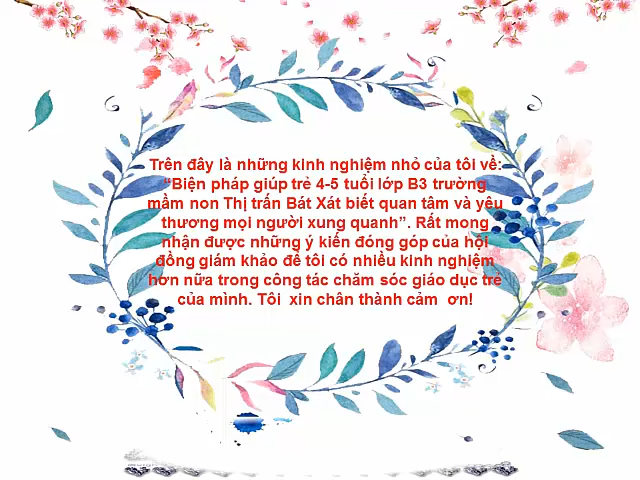 Trên đây là những kinh nghiệm nhỏ của tôi về:
“Biện pháp giúp trẻ 4-5 tuổi lớp B3 trường
mầm non Thị trấn Bát Xát biết quan tâm và yêu
thương mọi người xung quanh”. Rất mong
nhận được những ý kiến đóng góp của hội
đồng giám khảo để tôi có nhiều kinh nghiệm
hơn nữa trong công tác chăm sóc giáo dục trẻ
của mình. Tôi xin chân thành cảm ơn!